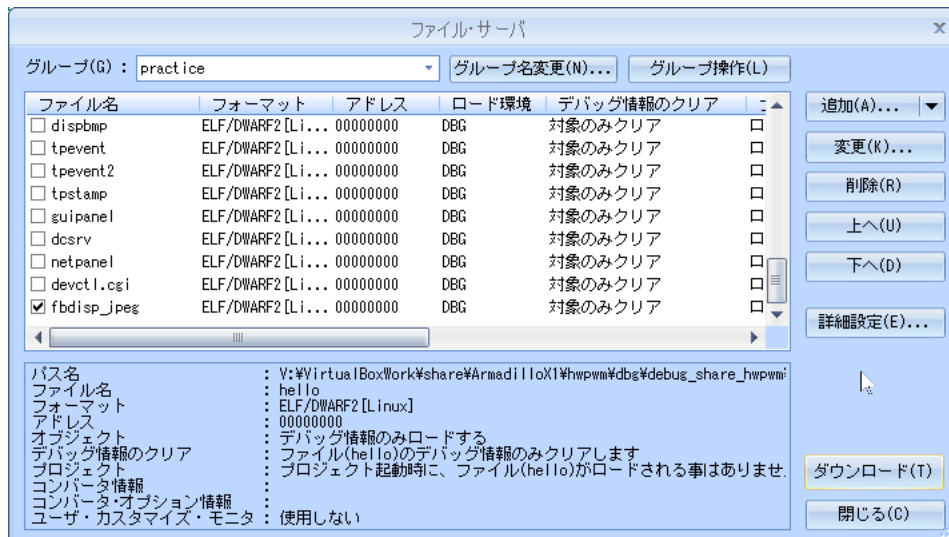 ファイル・サーバ
x
グループ(G) : practice グループ名変更(N)... グループ操作(L)
ファイル名 フォーマット アドレス ロード環境 デバッグ情報のクリア
dispbmp ELF/DWARF2[Li... 00000000 DBG 対象のみクリア ロ
tpevent ELF/DWARF2[Li... 00000000 DBG 対象のみクリア ロ
tpevent2 ELF/DWARF2[Li... 00000000 DBG 対象のみクリア ロ
tpstamp ELF/DWARF2[Li... 00000000 DBG 対象のみクリア ロ
guipanel ELF/DWARF2[Li... 00000000 DBG 対象のみクリア ロ
dcsrv ELF/DWARF2[Li... 00000000 DBG 対象のみクリア ロ
netpanel ELF/DWARF2[Li... 00000000 DBG 対象のみクリア ロ
devctl.cgi ELF/DWARF2[Li... 00000000 DBG 対象のみクリア ロ
fbdisp_jpeg ELF/DWARF2[Li... 00000000 DBG 対象のみクリア ロ
追加(A)...
変更(K)...
削除(R)
上へ(U)
下へ(D)
詳細設定(E)...
パス名 : V:¥VirtualBoxWork¥share¥ArmadilloX1¥hwpwm¥dbg¥debug_share_hwpwm
ファイル名 : hello
フォーマット : ELF/DWARF2[Linux]
アドレス : 00000000
オブジェクト : デバッグ情報のみロードする
デバッグ情報のクリア : ファイル(hello)のデバッグ情報のみクリアします
プロジェクト : プロジェクト起動時に、ファイル(hello)がロードされる事はありませ
コンバータ情報 :
コンバータ・オプション情報 :
ユーザ・カスタマイズ・モニタ : 使用しない
ダウンロード(T)
閉じる(C)